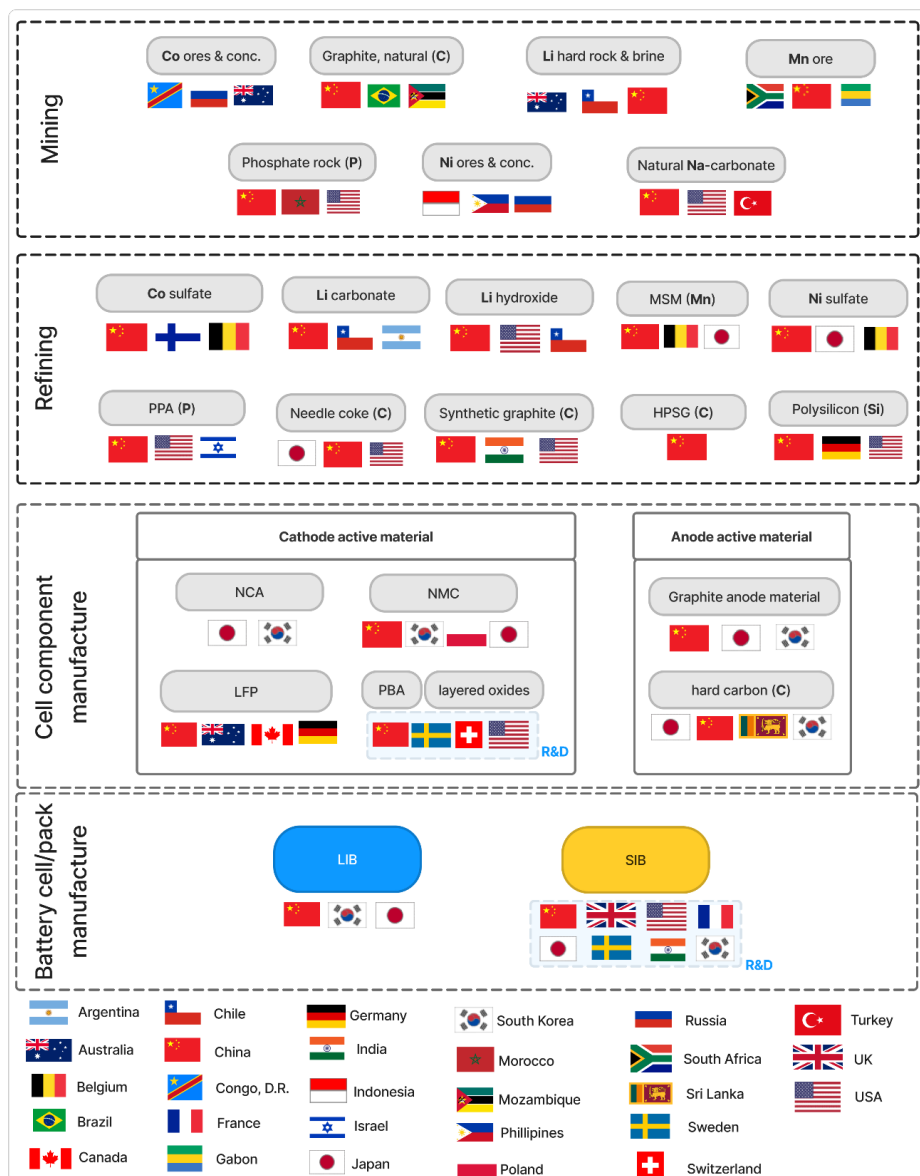 Mining
Co ores & conc.
Graphite, natural (C)
Li hard rock & brine
Mn ore
Phosphate rock (P)
Ni ores & conc.
Natural Na-carbonate
Refining
Co sulfate
Li carbonate
Li hydroxide
MSM (Mn)
Ni sulfate
PPA (P)
Needle coke (C)
Synthetic graphite (C)
HPSG (C)
Polysilicon (Si)
Cell component
manufacture
Cathode active material
NCA
NMC
LFP
PBA
layered oxides
R&D
Anode active material
Graphite anode material
hard carbon (C)
Battery cell/pack
manufacture
LIB
SIB
R&D
Argentina
Chile
Germany
South Korea
Russia
Turkey
Australia
China
India
Morocco
South Africa
UK
Belgium
Congo, D.R.
Indonesia
Mozambique
Sri Lanka
USA
Brazil
France
Israel
Phillipines
Sweden
Canada
Gabon
Japan
Poland
Switzerland